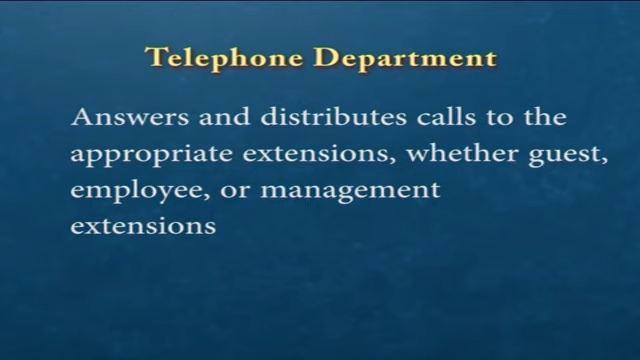 Telephone Department
Answers and distributes calls to the
appropriate extensions, whether guest,
employee, or management
extensions